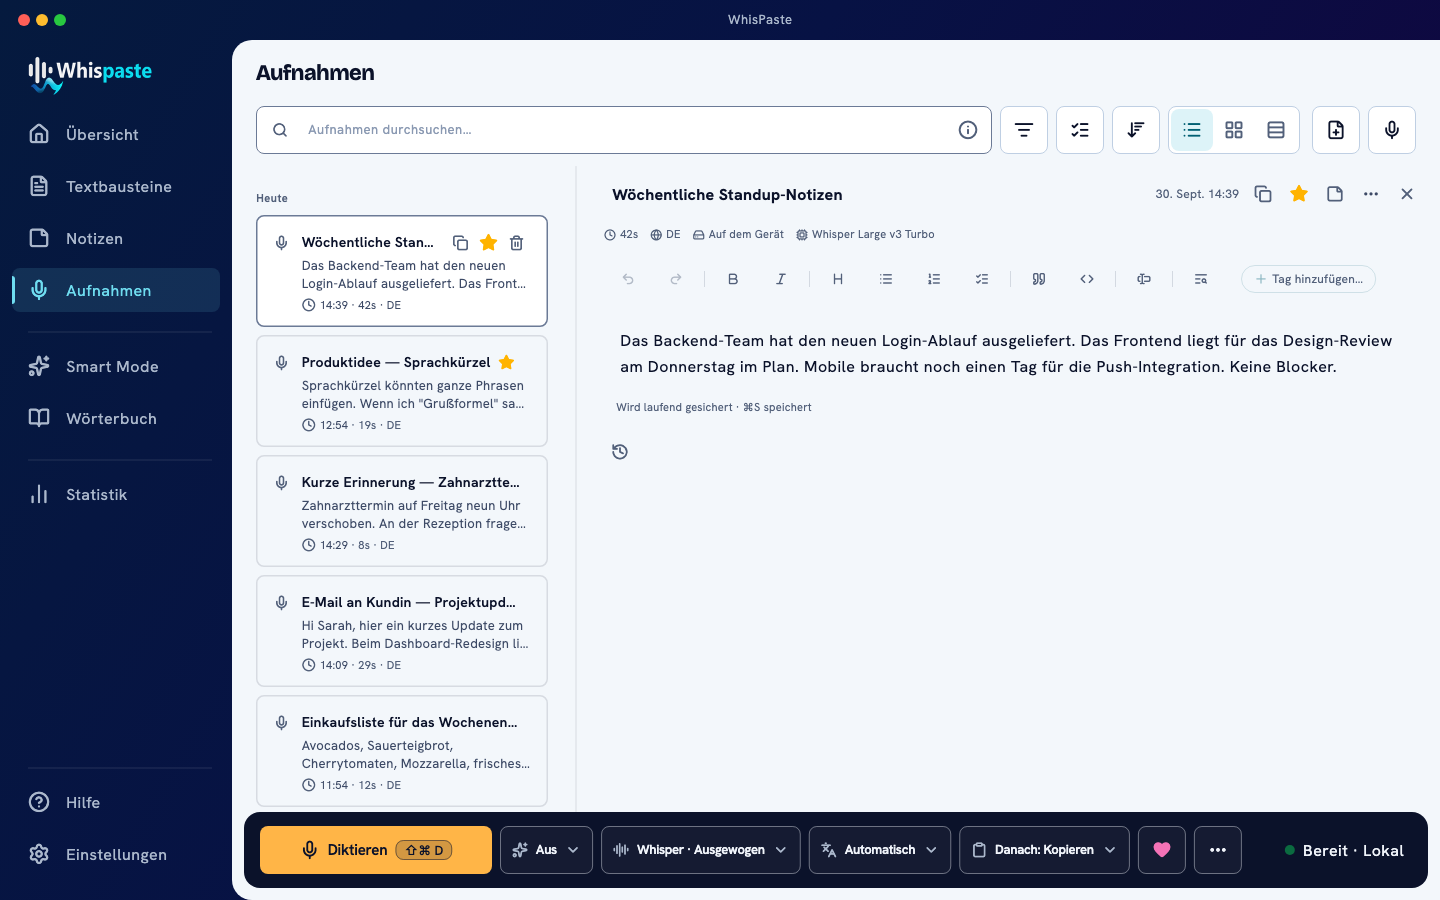 WhisPaste
Whispaste
Übersicht
Textbausteine
Notizen
Aufnahmen
Smart Mode
Wörterbuch
Statistik
Hilfe
Einstellungen
Aufnahmen
Aufnahmen durchsuchen…
Heute
Wöchentliche Stan…
Das Backend-Team hat den neuen
Login-Ablauf ausgeliefert. Das Front…
14:39 · 42s · DE
Produktidee — Sprachkürzel
Sprachkürzel könnten ganze Phrasen
einfügen. Wenn ich "Grußformel" sa…
12:54 · 19s · DE
Kurze Erinnerung — Zahnarztte…
Zahnarzttermin auf Freitag neun Uhr
verschoben. An der Rezeption frage…
14:29 · 8s · DE
E-Mail an Kundin — Projektupd…
Hi Sarah, hier ein kurzes Update zum
Projekt. Beim Dashboard-Redesign li…
14:09 · 29s · DE
Einkaufsliste für das Wochenen…
Avocados, Sauerteigbrot,
Cherrytomaten, Mozzarella, frisches…
11:54 · 12s · DE
Wöchentliche Standup-Notizen
30. Sept. 14:39
42s DE Auf dem Gerät Whisper Large v3 Turbo
B I H Tag hinzufügen…
Das Backend-Team hat den neuen Login-Ablauf ausgeliefert. Das Frontend liegt für das Design-Review
am Donnerstag im Plan. Mobile braucht noch einen Tag für die Push-Integration. Keine Blocker.
Wird laufend gesichert · ⌘S speichert
Diktieren ⇧⌘ D
Aus
Whisper · Ausgewogen
Automatisch
Danach: Kopieren
Bereit · Lokal